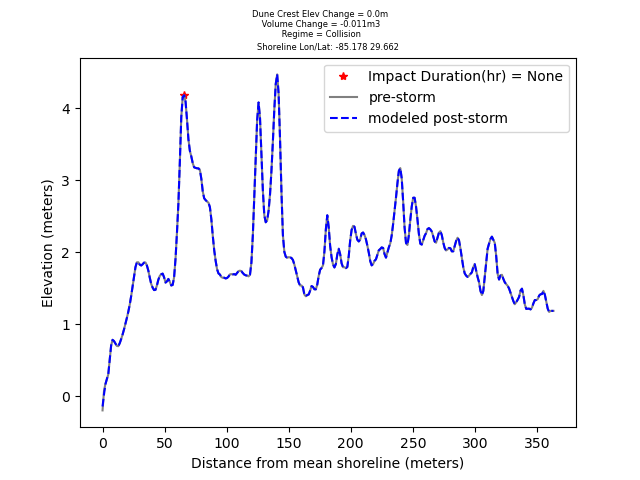 Dune Crest Elev Change = 0.0m
Volume Change = -0.011m3
Regime = Collision
Shoreline Lon/Lat: -85.178 29.662
Impact Duration(hr) = None
pre-storm
modeled post-storm
4
3
2
1
0
Elevation (meters)
0 50 100 150 200 250 300 350
Distance from mean shoreline (meters)